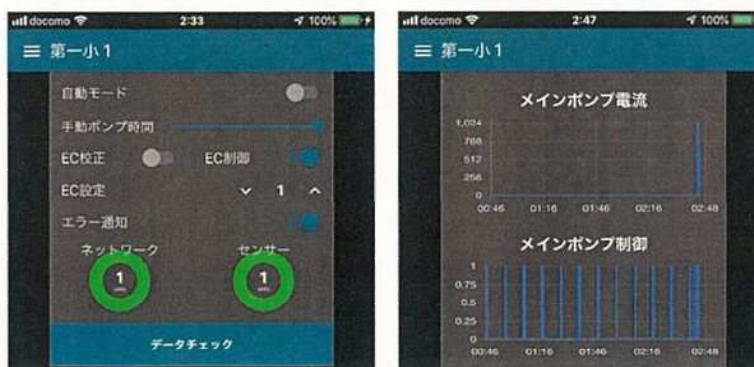 docomo 2:33 100%
第一小1
自動モード
手動ポンプ時間
EC校正 EC制御
EC設定 1
エラー通知
ネットワーク センサー
1 1
データチェック
docomo 2:47 100%
第一小1
メインポンプ電流
1,024
768
512
256
0
00:46 01:16 01:46 02:16 02:48
メインポンプ制御
1
0.75
0.5
0.25
0
00:46 01:16 01:46 02:16 02:48